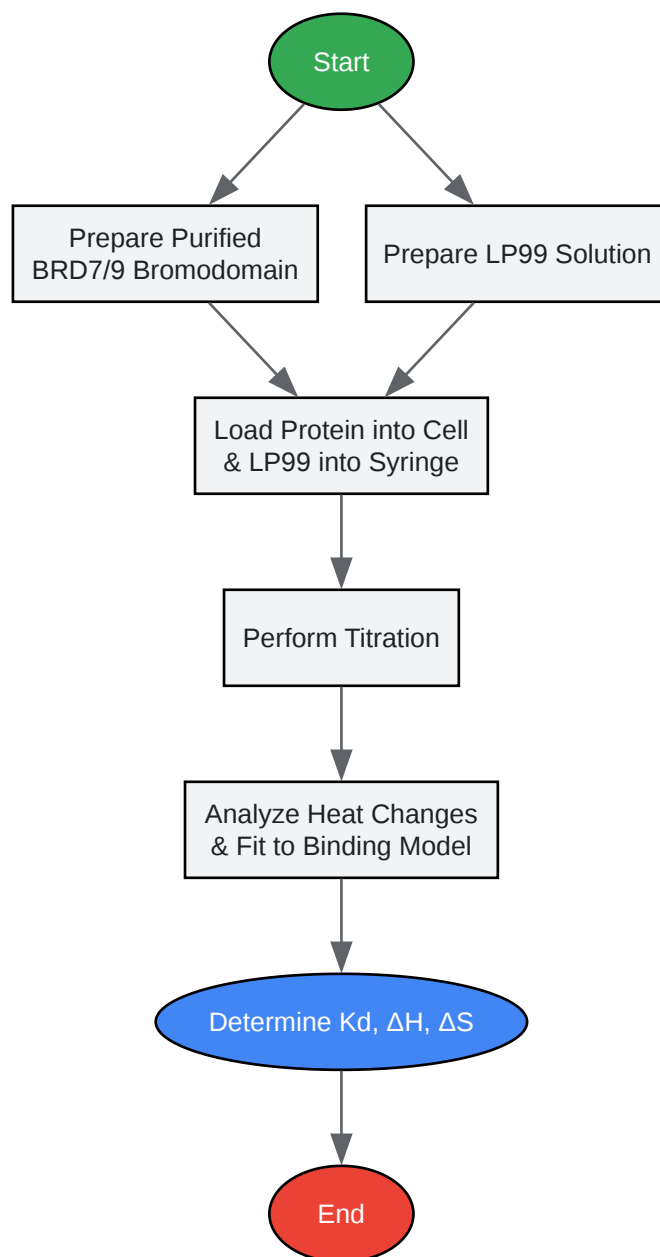 Start
Prepare Purified
BRD7/9 Bromodomain
Prepare LP99 Solution
Load Protein into Cell
& LP99 into Syringe
Perform Titration
Analyze Heat Changes
& Fit to Binding Model
Determine Kd, ΔH, ΔS
End